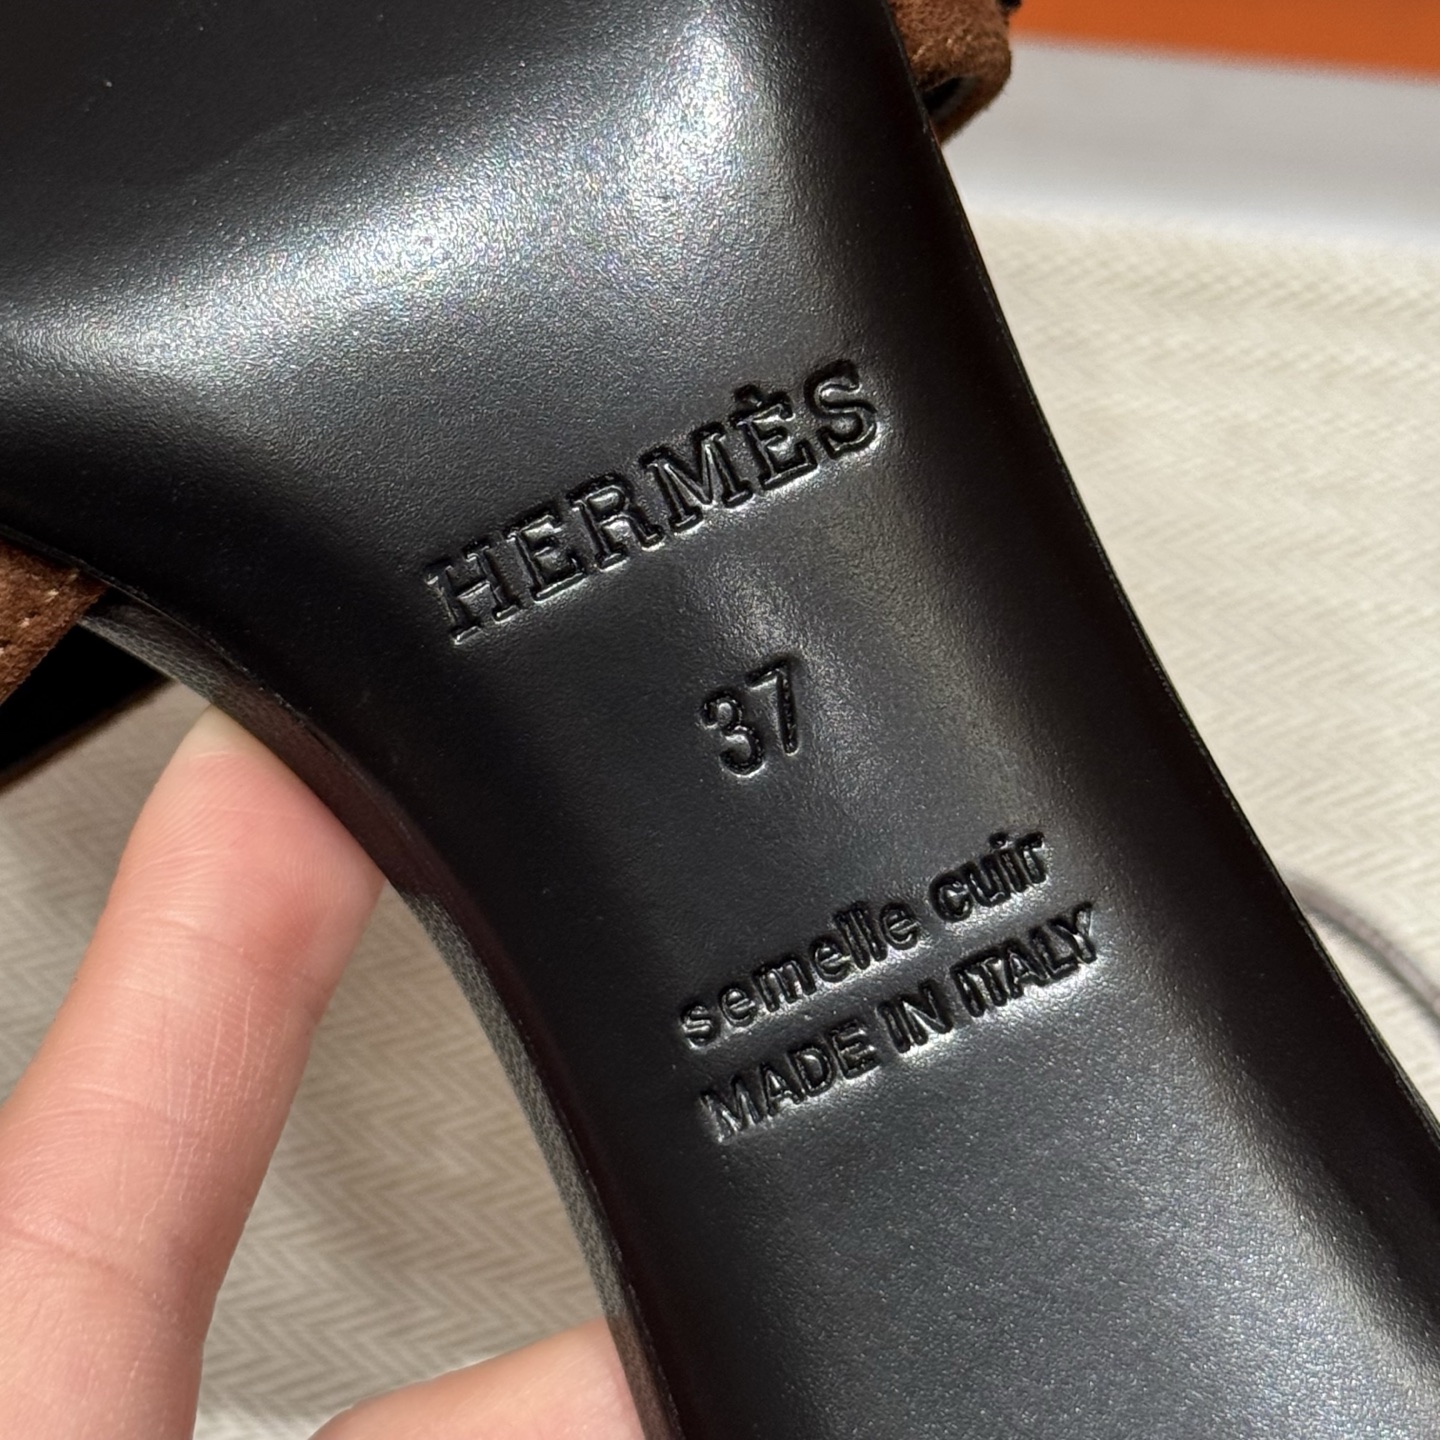 HERMÈS
37
semelle cuir
MADE IN ITALY